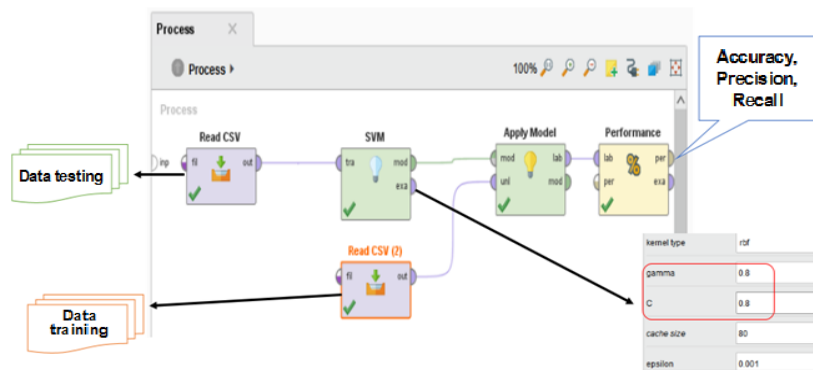 Process
Process
100%
Process
Accuracy,
Precision,
Recall
Read CSV
SVM
Apply Model
Performance
inp
fil
out
tra
mod
exa
mod
lab
unl
mod
lab
per
per
exa
Data testing
Read CSV (2)
fil
out
Data
training
kernel type
rbf
gamma
0.8
C
0.8
cache size
80
epsilon
0.001